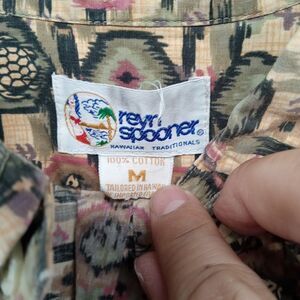 reyn
spooner®
HAWAIIAN TRADITIONALS
100% COTTON
M
TAILORED IN HAWAII